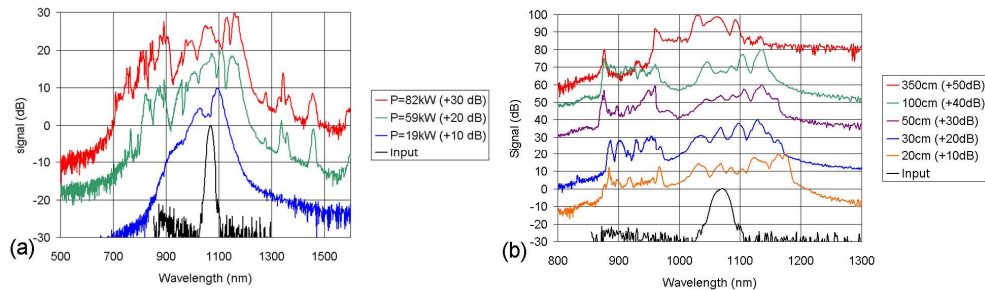 30
20
10
0
-10
-20
30
signal (dB)
500
700
900
1100
1300
1500
Wavelength (nm)
(a)
P=82kW (+30 dB)
P=59kW (+20 dB)
P=19kW (+10 dB)
Input
100
90
80
70
60
50
40
30
20
10
0
-10
-20
-30
Signal (dB)
800
900
1000
1100
1200
1300
Wavelength (nm)
(b)
350cm (+50dB)
100cm (+40dB)
50cm (+30dB)
30cm (+20dB)
20cm (+10dB)
Input